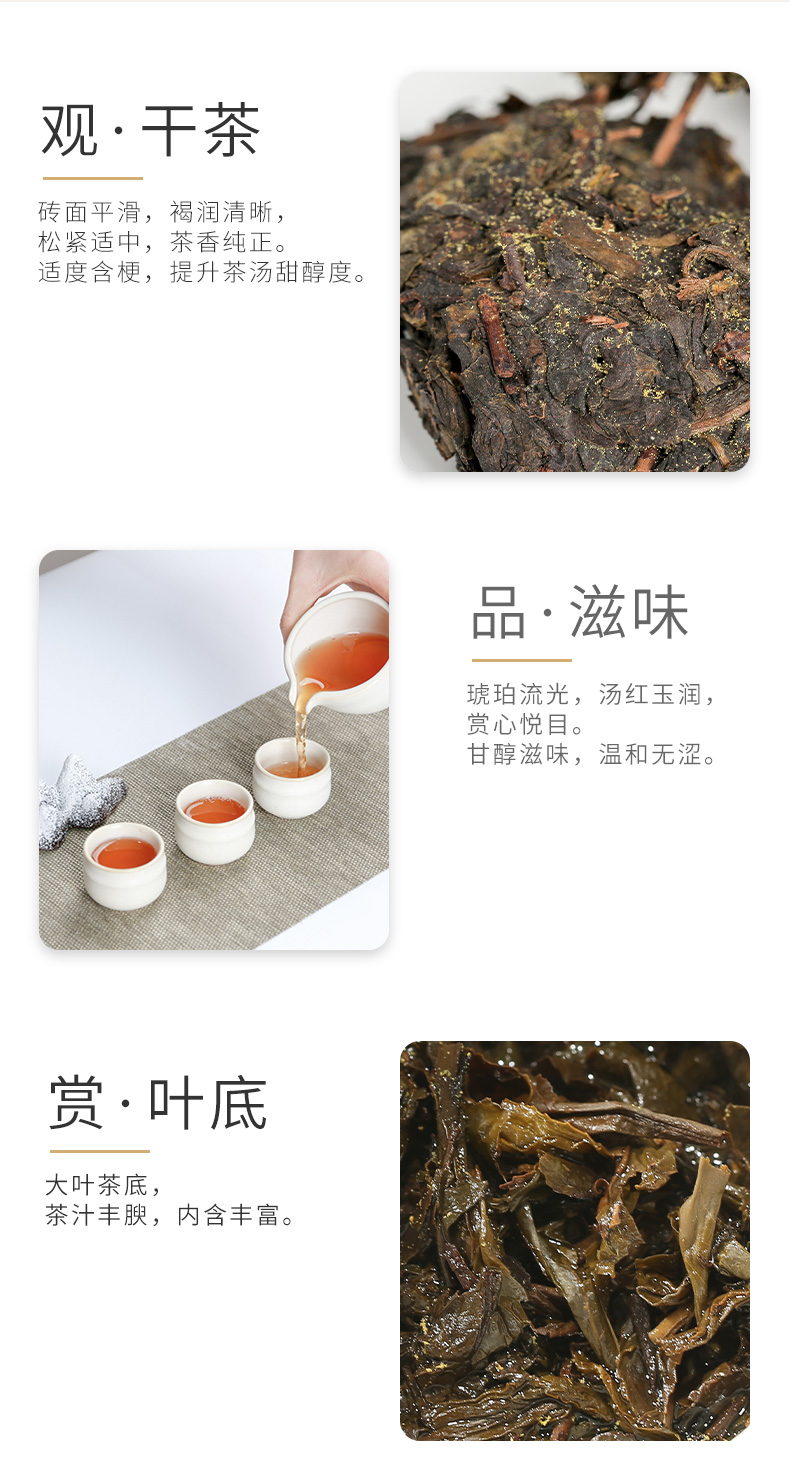 观·干茶
砖面平滑，褐润清晰，
松紧适中，茶香纯正。
适度含梗，提升茶汤甜醇度。
品·滋味
琥珀流光，汤红玉润，
赏心悦目。
甘醇滋味，温和无涩。
赏·叶底
大叶茶底，
茶汁丰腴，内含丰富。